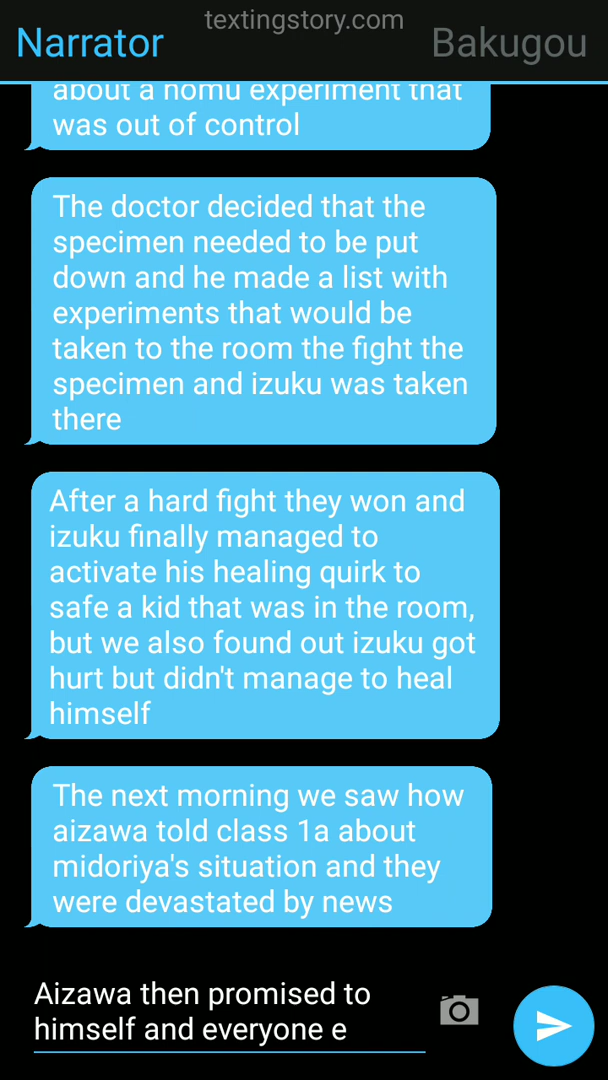 textingstory.com
Narrator
Bakugou
about a nomu experiment that
was out of control
The doctor decided that the
specimen needed to be put
down and he made a list with
experiments that would be
taken to the room the fight the
specimen and izuku was taken
there
After a hard fight they won and
izuku finally managed to
activate his healing quirk to
safe a kid that was in the room,
but we also found out izuku got
hurt but didn't manage to heal
himself
The next morning we saw how
aizawa told class 1a about
midoriya's situation and they
were devastated by news
Aizawa then promised to
himself and everyone e